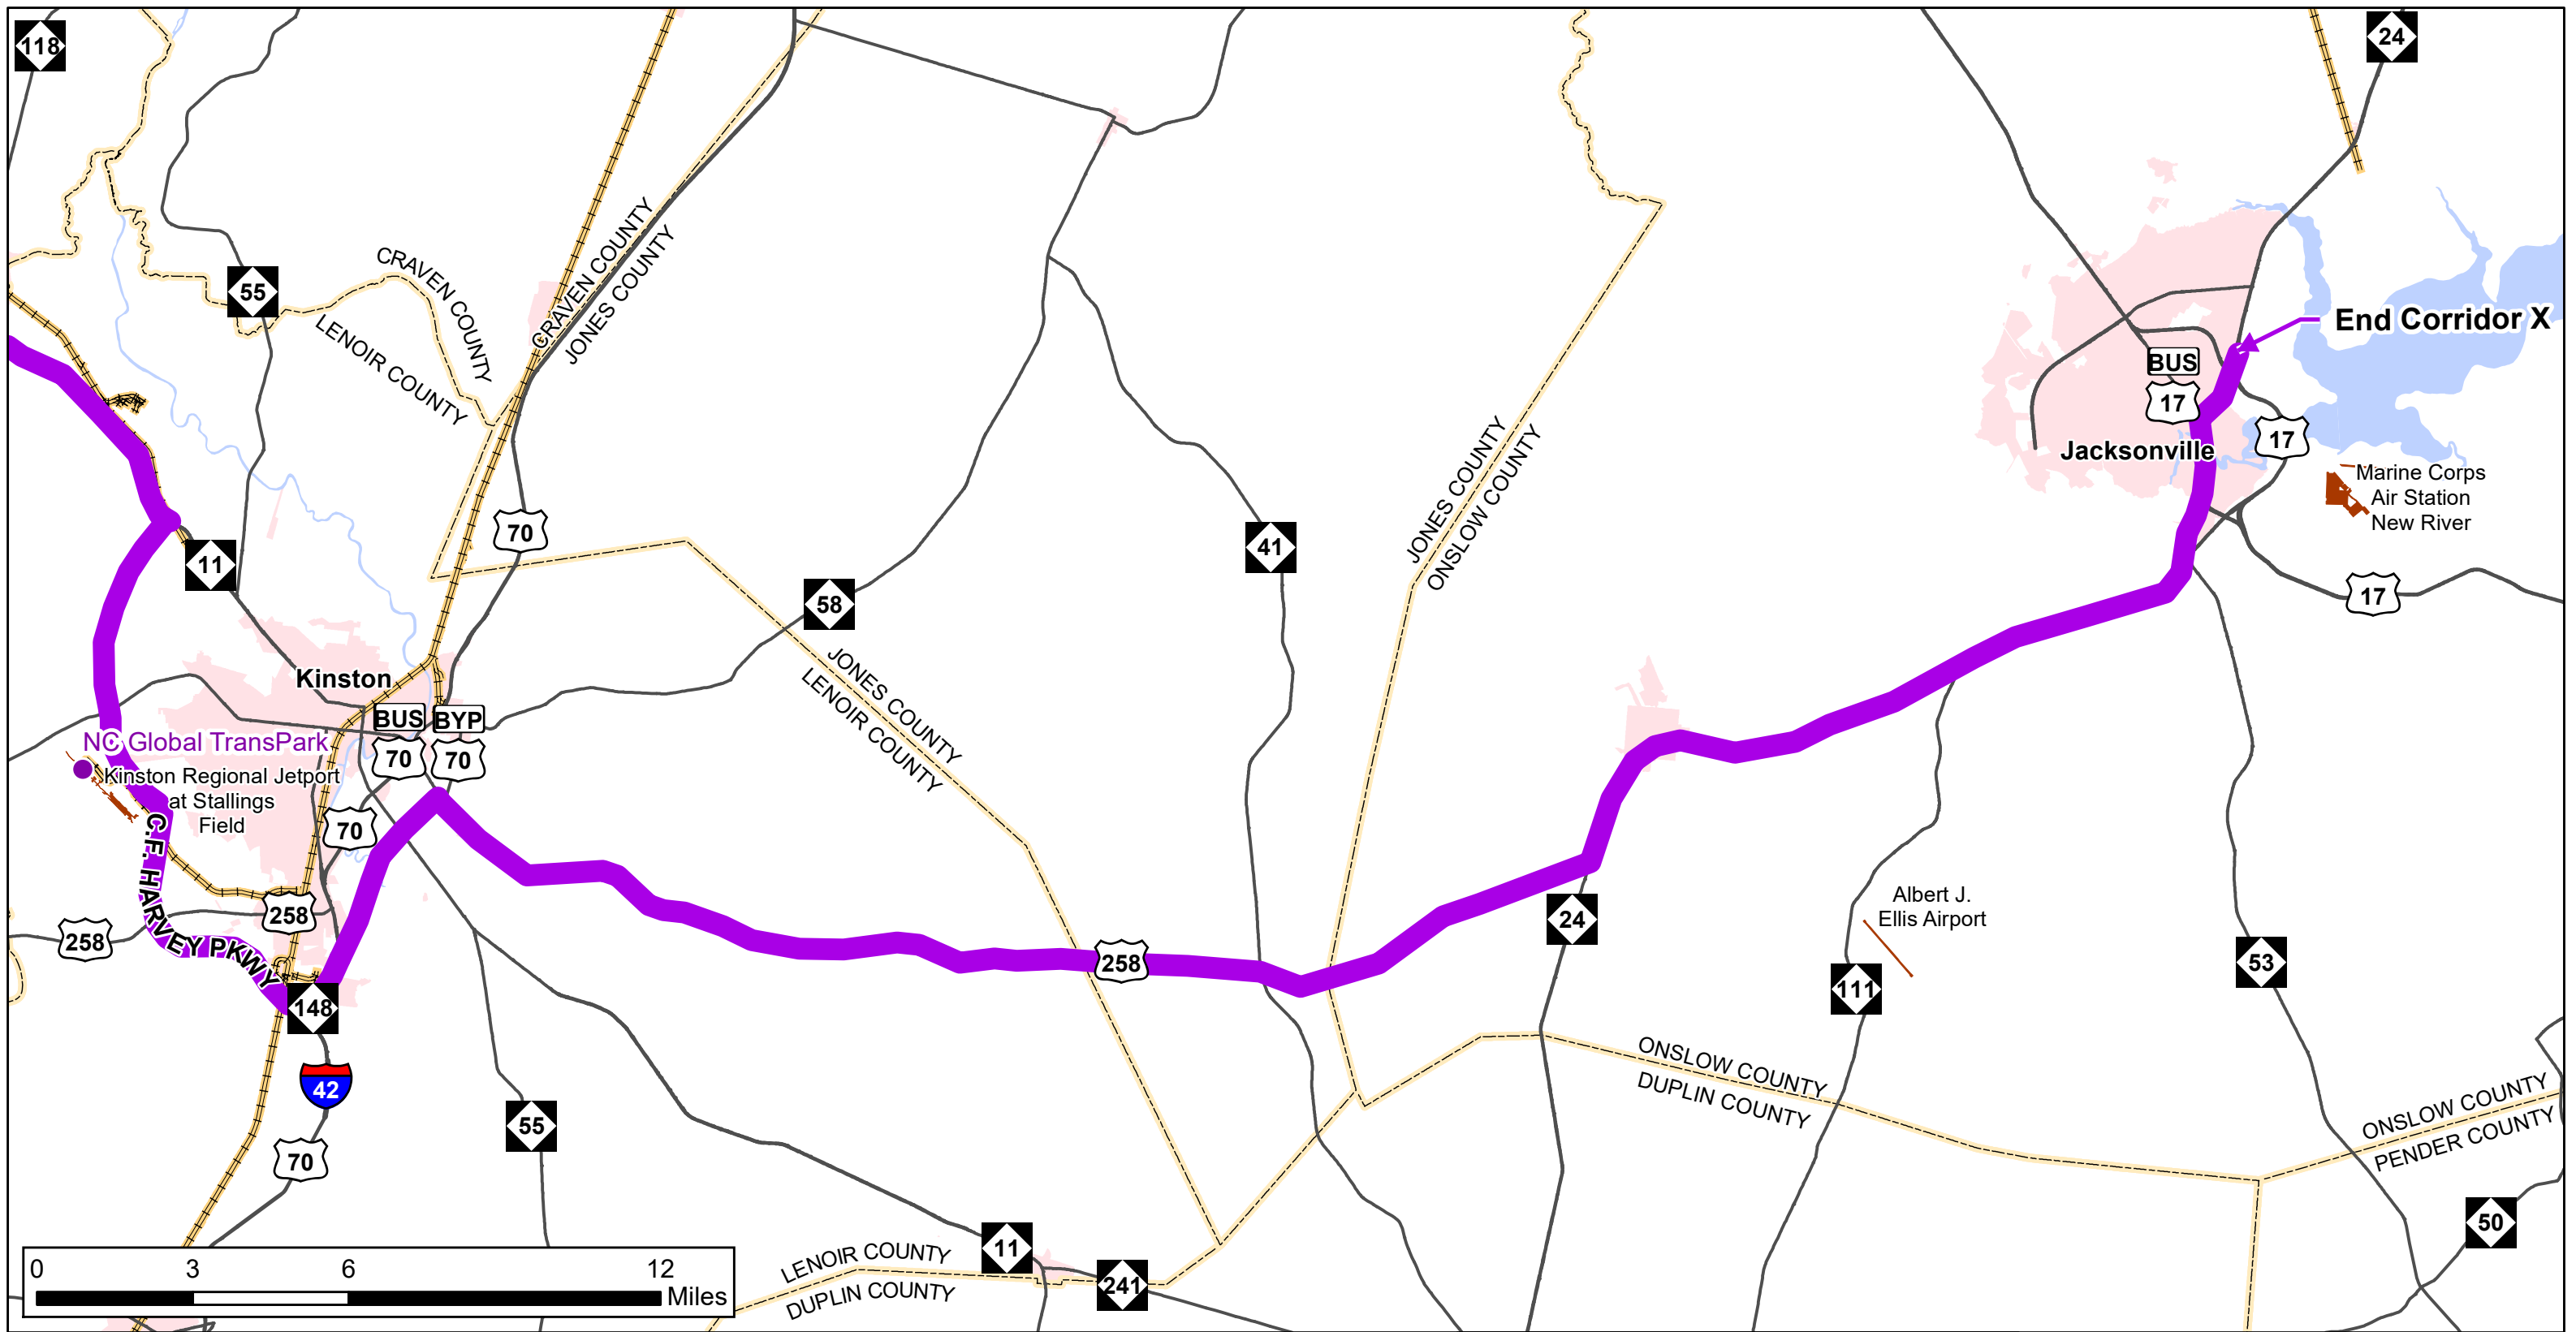 118
24
55
CRAVEN COUNTY
LENOIR COUNTY
CRAVEN COUNTY
JONES COUNTY
End Corridor X
BUS
17
17
Jacksonville
Marine Corps
Air Station
New River
17
70
11
41
JONES COUNTY
ONSLOW COUNTY
58
Kinston
JONES COUNTY
LENOIR COUNTY
BUS
70
BYP
70
NC Global TransPark
Kinston Regional Jetport
at Stallings
Field
70
C.F. HARVEY PKWY
258
258
258
24
Albert J.
Ellis Airport
111
53
148
42
70
55
ONSLOW COUNTY
DUPLIN COUNTY
ONSLOW COUNTY
PENDER COUNTY
50
11
241
LENOIR COUNTY
DUPLIN COUNTY
0 3 6 12
Miles